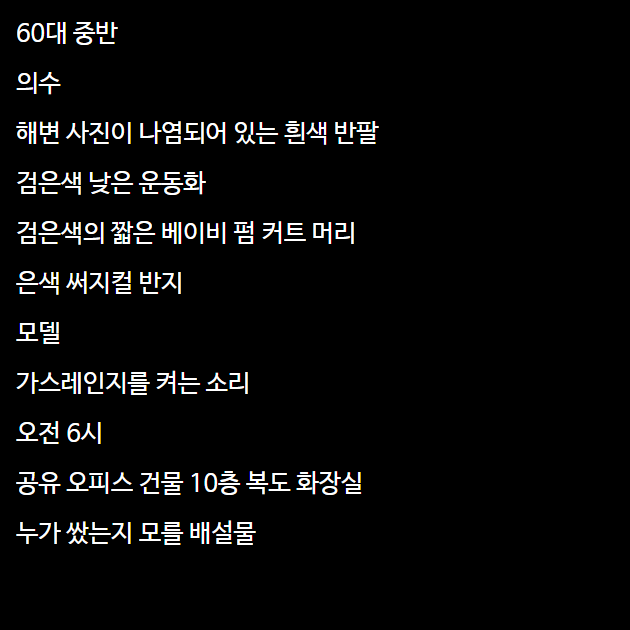 60대 중반
의수
해변 사진이 나염되어 있는 흰색 반팔
검은색 낮은 운동화
검은색의 짧은 베이비 펌 커트 머리
은색 써지컬 반지
모델
가스레인지를 켜는 소리
오전 6시
공유 오피스 건물 10층 복도 화장실
누가 쌌는지 모를 배설물